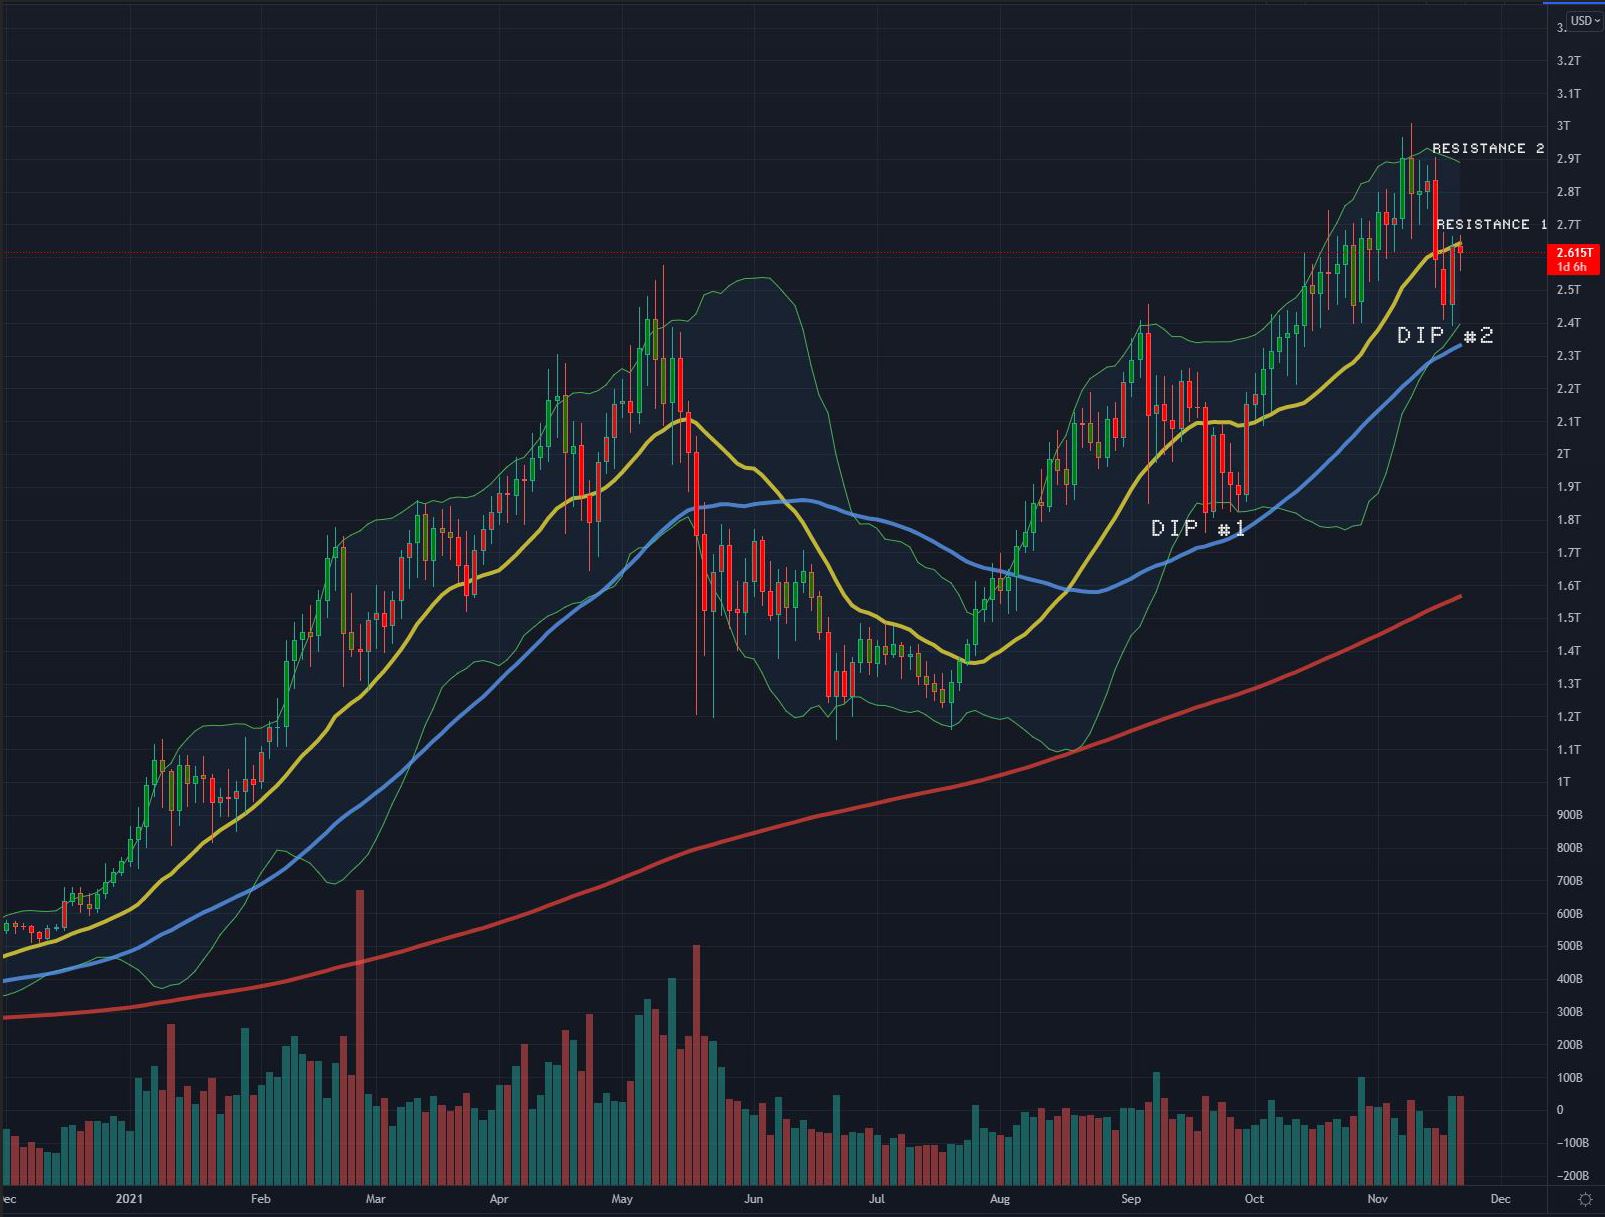 USD
3.
3.2T
3.1T
3T
RESISTANCE 2
2.9T
2.8T
RESISTANCE 1
2.7T
2.615T
1d 6h
2.5T
2.4T
DIP #2
2.3T
2.2T
2.1T
2T
1.9T
DIP #1
1.8T
1.7T
1.6T
1.5T
1.4T
1.3T
1.2T
1.1T
1T
900B
800B
700B
600B
500B
400B
300B
200B
100B
0
−100B
−200B
ec 2021 Feb Mar Apr May Jun Jul Aug Sep Oct Nov Dec